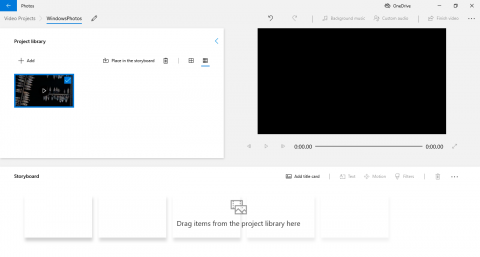 Photos
OneDrive
Video Projects
WindowsPhotos
Background music
Custom audio
Finish video
Project library
Add
Place in the storyboard
0:00.00
0:00.00
Storyboard
Add title card
Text
Motion
Filters
Drag items from the project library here